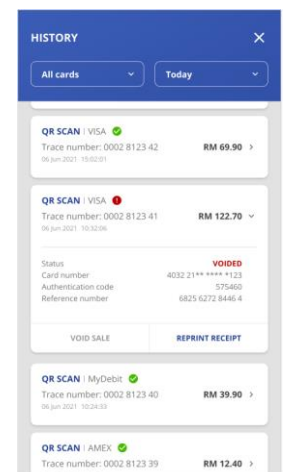 HISTORY
All cards
Today
QR SCAN | VISA
Trace number: 0002 8123 42 RM 69.90
06 Jun 2021 15:02:01
QR SCAN | VISA
Trace number: 0002 8123 41 RM 122.70
06 Jun 2021 10:32:06
Status VOIDED
Card number 4032 21** **** *123
Authentication code 575460
Reference number 6825 6272 8446 4
VOID SALE REPRINT RECEIPT
QR SCAN | MyDebit
Trace number: 0002 8123 40 RM 39.90
06 Jun 2021 10:24:33
QR SCAN | AMEX
Trace number: 0002 8123 39 RM 12.40